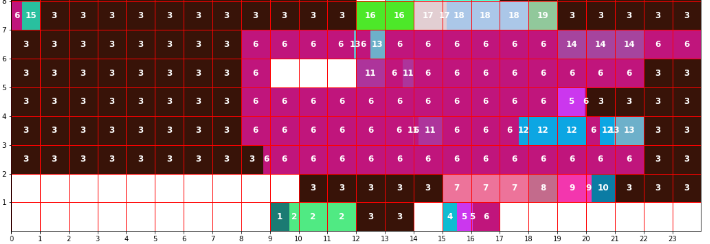 8 6 15 3 3 3 3 3 3 3 3 3 3 3 16 16 17 17 18 18 18 19 3 3 3 3 3
7 3 3 3 3 3 3 3 3 6 6 6 6 13 6 13 6 6 6 6 6 6 14 14 14 6 6
6 3 3 3 3 3 3 3 3 6 11 6 11 6 6 6 6 6 6 6 6 3 3
5 3 3 3 3 3 3 3 3 6 6 6 6 6 6 6 6 6 6 6 5 6 3 3 3 3
4 3 3 3 3 3 3 3 3 6 6 6 6 6 6 11 6 11 6 6 6 12 12 12 6 12 13 13 3 3
3 3 3 3 3 3 3 3 3 3 6 6 6 6 6 6 6 6 6 6 6 6 6 6 3 3
2 3 3 3 3 3 7 7 7 8 9 9 10 3 3 3
1 1 2 2 2 3 3 4 5 5 6
0 1 2 3 4 5 6 7 8 9 10 11 12 13 14 15 16 17 18 19 20 21 22 23